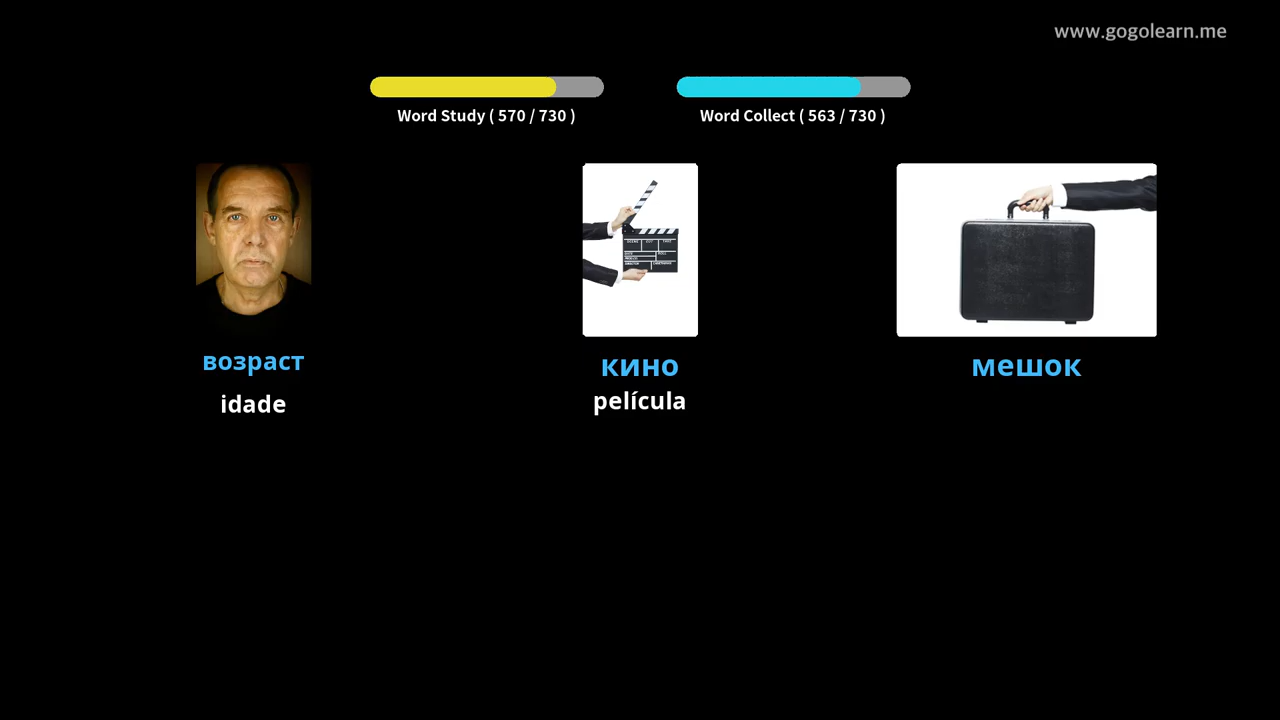 www.gogolearn.me
Word Study ( 570 / 730 )
Word Collect ( 563 / 730 )
возраст
idade
кино
película
мешок